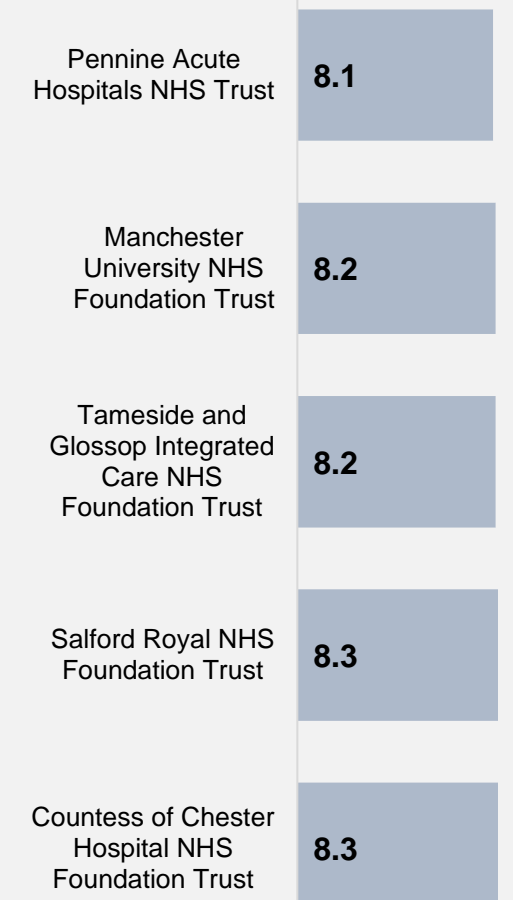 Pennine Acute
Hospitals NHS Trust
8.1
Manchester
University NHS
Foundation Trust
8.2
Tameside and
Glossop Integrated
Care NHS
Foundation Trust
8.2
Salford Royal NHS
Foundation Trust
8.3
Countess of Chester
Hospital NHS
Foundation Trust
8.3